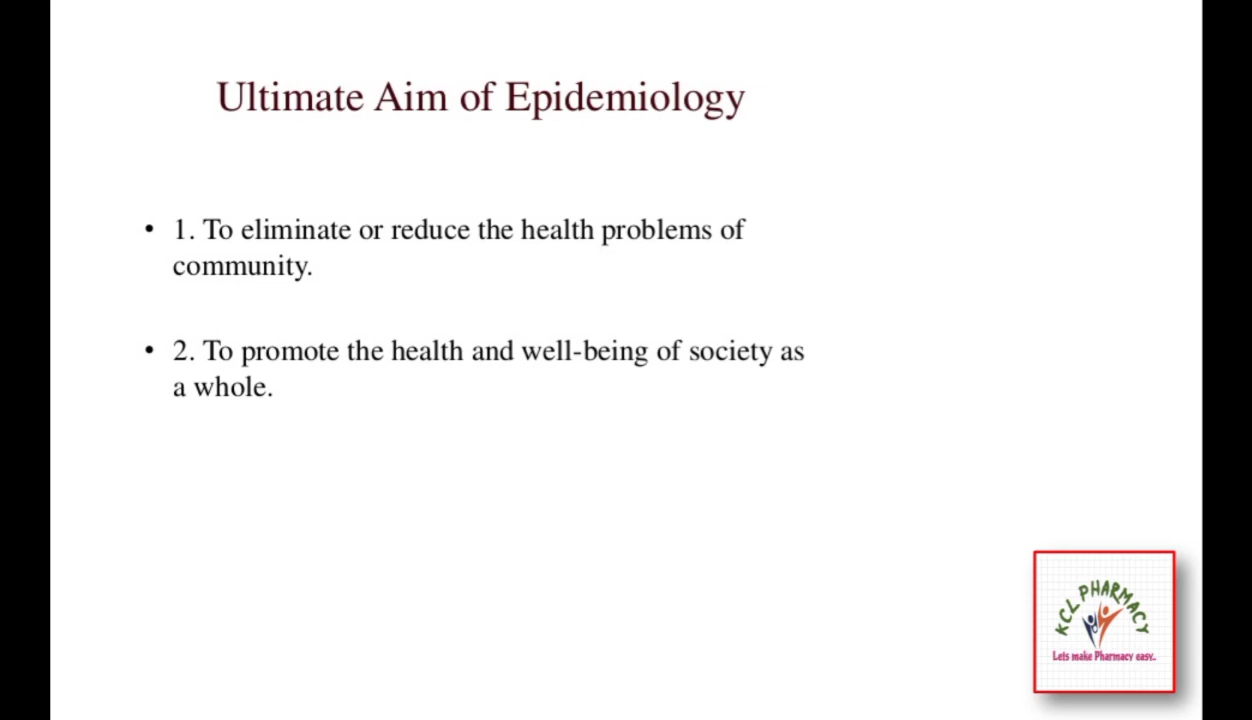 Ultimate Aim of Epidemiology
• 1. To eliminate or reduce the health problems of
community.
• 2. To promote the health and well-being of society as
a whole.
KCL PHARMACY
Lets make Pharmacy easy..